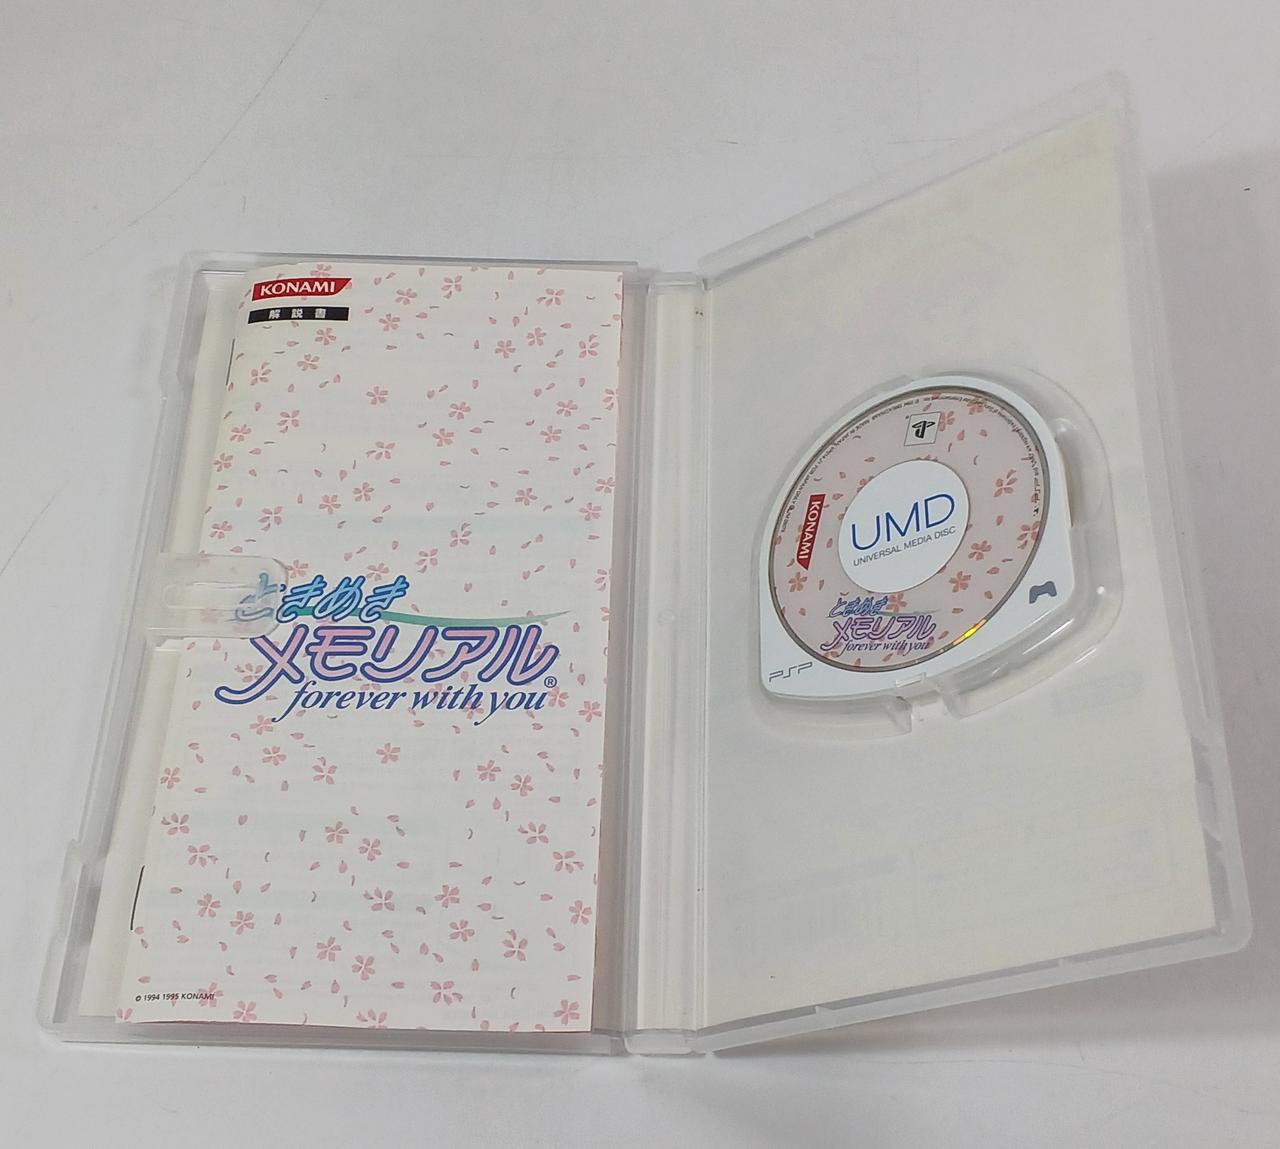 KONAMI
解説書
ときめき
メモリアル®
forever with you
© 1994 1995 KONAMI
KONAMI
UMD
UNIVERSAL MEDIA DISC
ときめき
メモリアル
forever with you
PSP